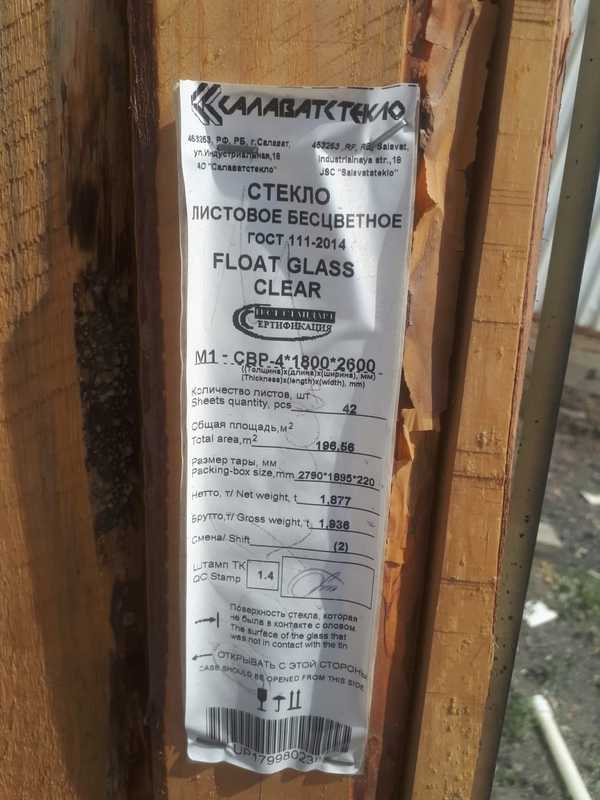 САЛАВАТСТЕКЛО
453253, РФ, РБ, г.Салават, 453253 ,RF, RB, Salavat,
ул.Индустриальная,18 Industrialnaya str.,18
АО "Салаватстекло" JSC "Salavatsteklo"
СТЕКЛО
ЛИСТОВОЕ БЕСЦВЕТНОЕ
ГОСТ 111-2014
FLOAT GLASS
CLEAR
ТЕСТ-СТАНДАРТ
СЕРТИФИКАЦИЯ
М1 - СВР-4*1800*2600
((Толщина)х(длина)х(ширина), мм)
(Thickness)x(length)x(width), mm)
Количество листов, шт
Sheets quantity, pcs 42
Общая площадь,м²
Total area,m² 196.56
Размер тары, мм
Packing-box size,mm 2790*1895*220
Нетто, т/ Net weight, t 1,877
Брутто,т/ Gross weight, t 1,936
Смена/ Shift (2)
Штамп ТК
QC Stamp 1.4
Поверхность стекла, которая
не была в контакте с оловом.
The surface of the glass that
was not in contact with the tin
ОТКРЫВАТЬ С ЭТОЙ СТОРОНЫ
CASE SHOULD BE OPENED FROM THIS SIDE